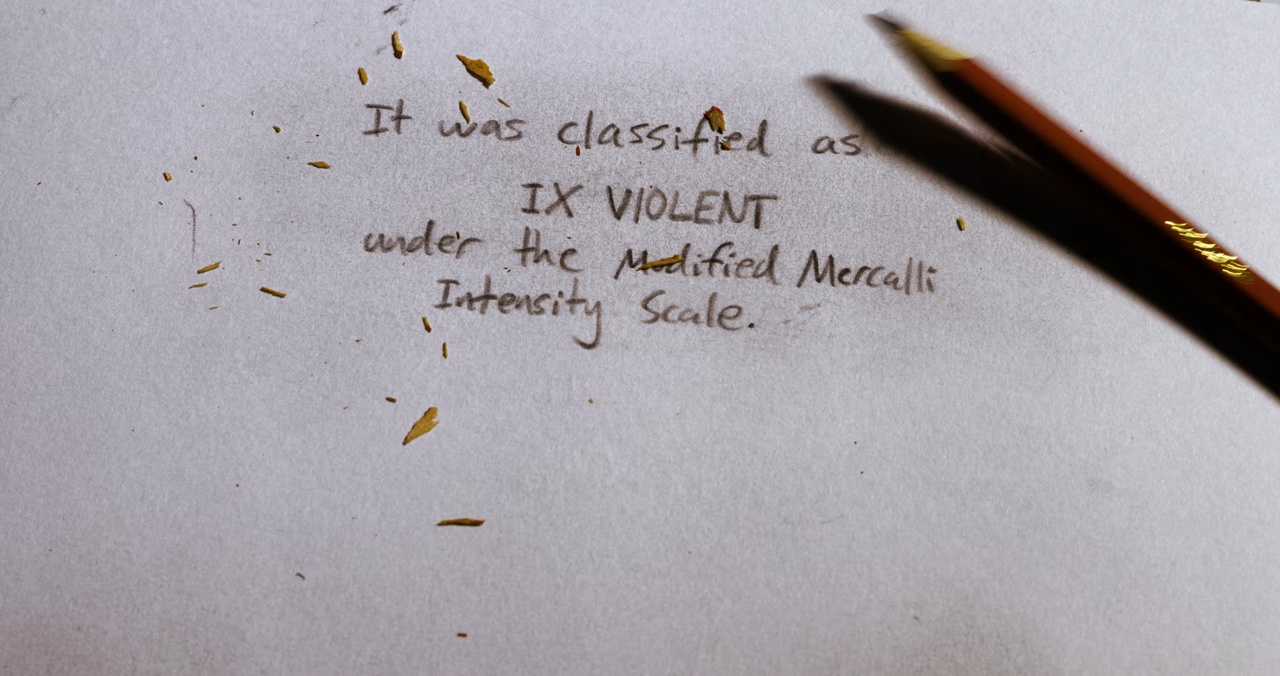 It was classified as
IX VIOLENT
under the Modified Mercalli
Intensity Scale.